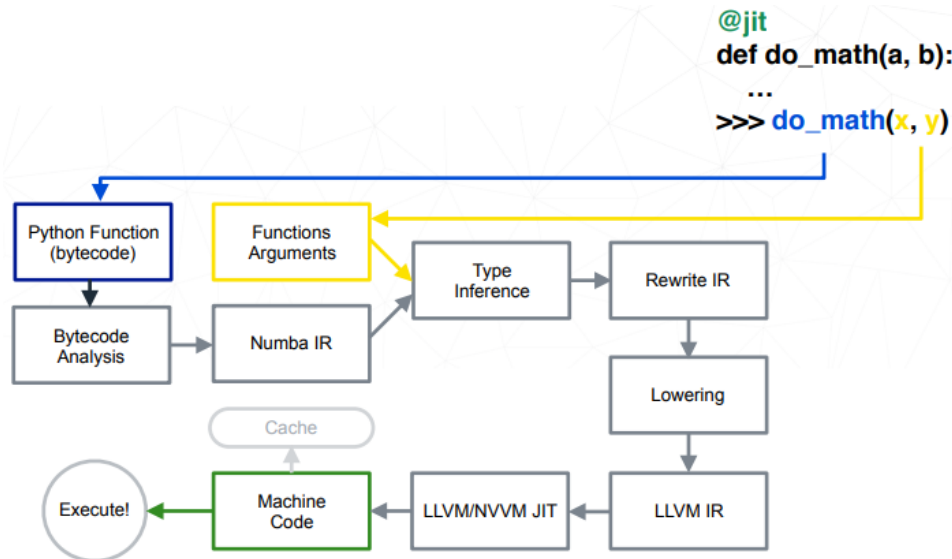 @jit
def do_math(a, b):
...
>>> do_math(x, y)
Python Function
(bytecode)
Functions
Arguments
Type
Inference
Rewrite IR
Bytecode
Analysis
Numba IR
Lowering
Cache
Execute!
Machine
Code
LLVM/NVVM JIT
LLVM IR